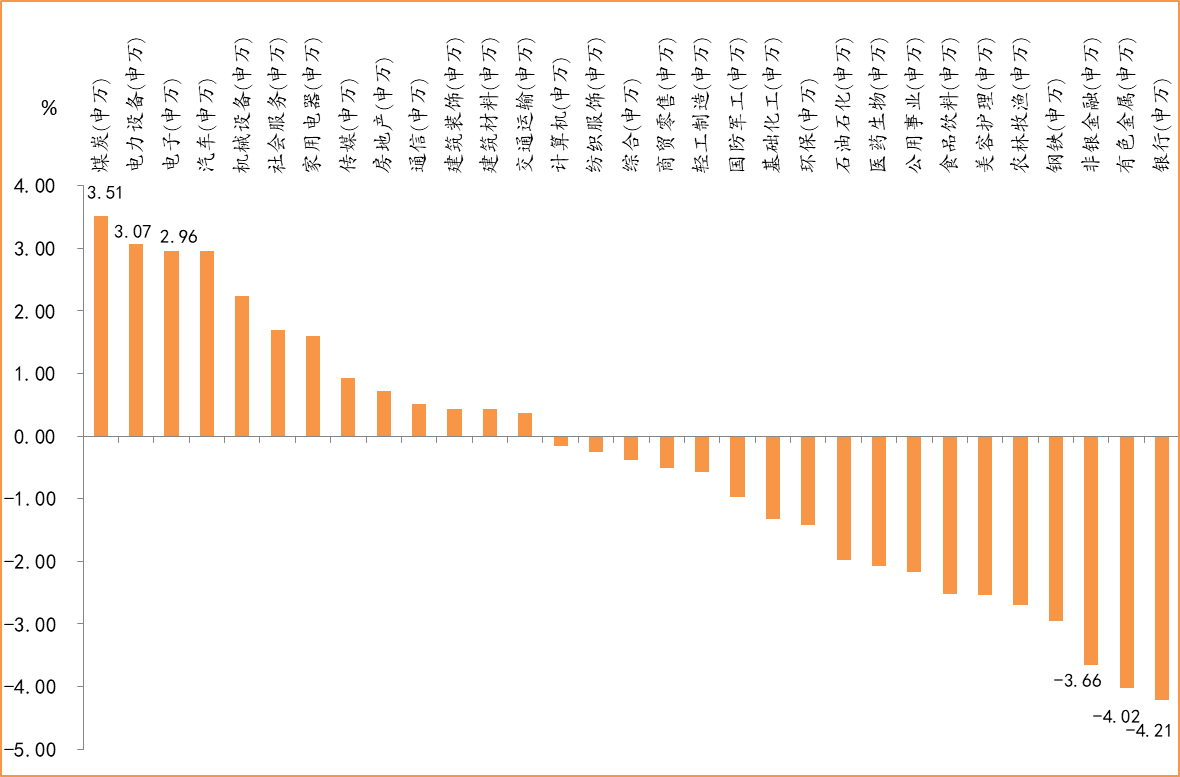 %
煤炭(申万)
电力设备(申万)
电子(申万)
汽车(申万)
机械设备(申万)
社会服务(申万)
家用电器(申万)
传媒(申万)
房地产(申万)
通信(申万)
建筑装饰(申万)
建筑材料(申万)
交通运输(申万)
计算机(申万)
纺织服饰(申万)
综合(申万)
商贸零售(申万)
轻工制造(申万)
国防军工(申万)
基础化工(申万)
环保(申万)
石油石化(申万)
医药生物(申万)
公用事业(申万)
食品饮料(申万)
美容护理(申万)
农林牧渔(申万)
钢铁(申万)
非银金融(申万)
有色金属(申万)
银行(申万)
4.00
3.00
2.00
1.00
0.00
-1.00
-2.00
-3.00
-4.00
-5.00
3.51
3.07
2.96
-3.66
-4.02
-4.21